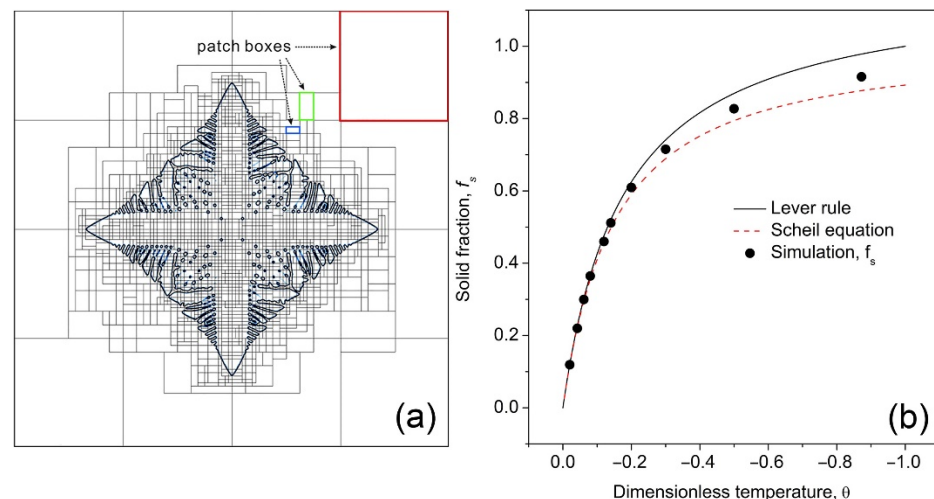 patch boxes
(a)
Solid fraction, fₛ
1.0
0.8
0.6
0.4
0.2
0.0
Lever rule
Scheil equation
Simulation, fₛ
(b)
0.0 −0.2 −0.4 −0.6 −0.8 −1.0
Dimensionless temperature, θ